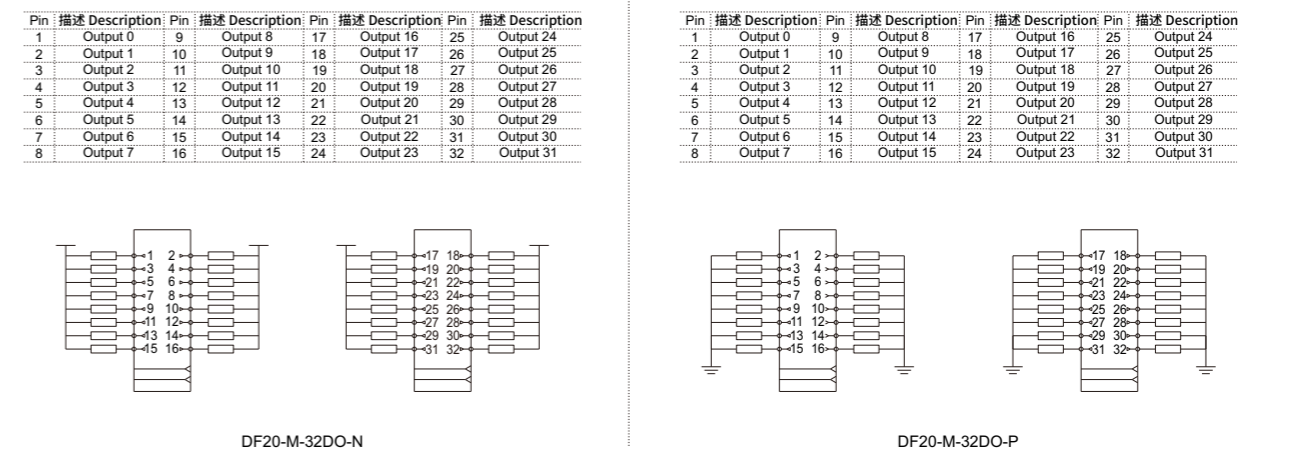 Pin 描述 Description Pin 描述 Description Pin 描述 Description Pin 描述 Description
1 Output 0 9 Output 8 17 Output 16 25 Output 24
2 Output 1 10 Output 9 18 Output 17 26 Output 25
3 Output 2 11 Output 10 19 Output 18 27 Output 26
4 Output 3 12 Output 11 20 Output 19 28 Output 27
5 Output 4 13 Output 12 21 Output 20 29 Output 28
6 Output 5 14 Output 13 22 Output 21 30 Output 29
7 Output 6 15 Output 14 23 Output 22 31 Output 30
8 Output 7 16 Output 15 24 Output 23 32 Output 31
1 2 17 18
3 4 19 20
5 6 21 22
7 8 23 24
9 10 25 26
11 12 27 28
13 14 29 30
15 16 31 32
DF20-M-32DO-N
Pin 描述 Description Pin 描述 Description Pin 描述 Description Pin 描述 Description
1 Output 0 9 Output 8 17 Output 16 25 Output 24
2 Output 1 10 Output 9 18 Output 17 26 Output 25
3 Output 2 11 Output 10 19 Output 18 27 Output 26
4 Output 3 12 Output 11 20 Output 19 28 Output 27
5 Output 4 13 Output 12 21 Output 20 29 Output 28
6 Output 5 14 Output 13 22 Output 21 30 Output 29
7 Output 6 15 Output 14 23 Output 22 31 Output 30
8 Output 7 16 Output 15 24 Output 23 32 Output 31
1 2 17 18
3 4 19 20
5 6 21 22
7 8 23 24
9 10 25 26
11 12 27 28
13 14 29 30
15 16 31 32
DF20-M-32DO-P